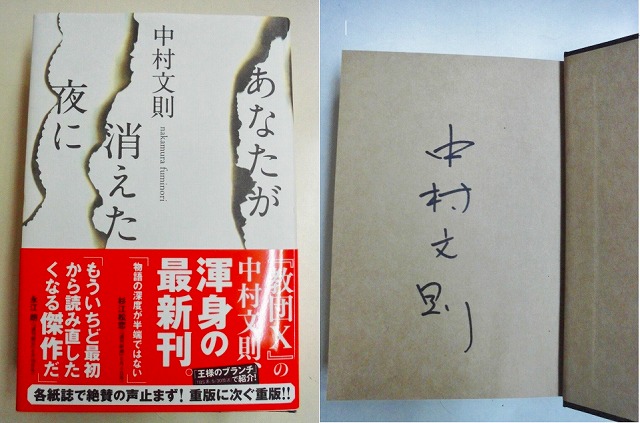 あなたが
消えた
夜に
中村文則
nakamura fuminori
『教団X』の
中村文則、
渾身の
最新刊。
「王様のブランチ」
で紹介!
「物語の深度が半端ではない」
「もういちど最初
から読み直した
くなる傑作だ」
各紙誌で絶賛の声止まず! 重版に次ぐ重版!!
中村文則